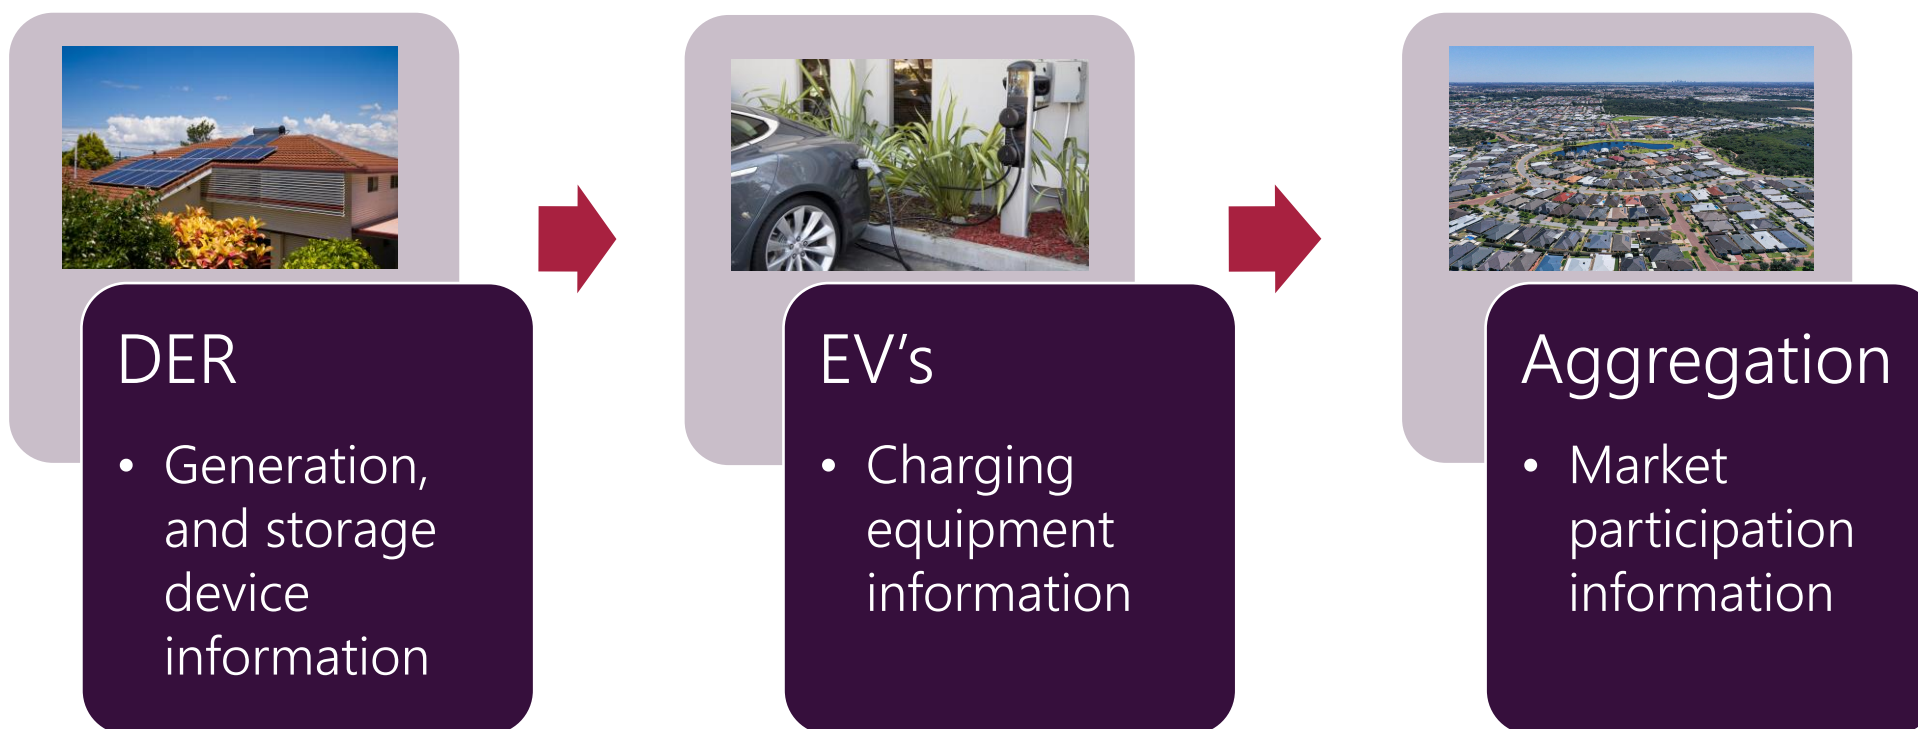 DER
• Generation,
and storage
device
information
EV’s
• Charging
equipment
information
Aggregation
• Market
participation
information